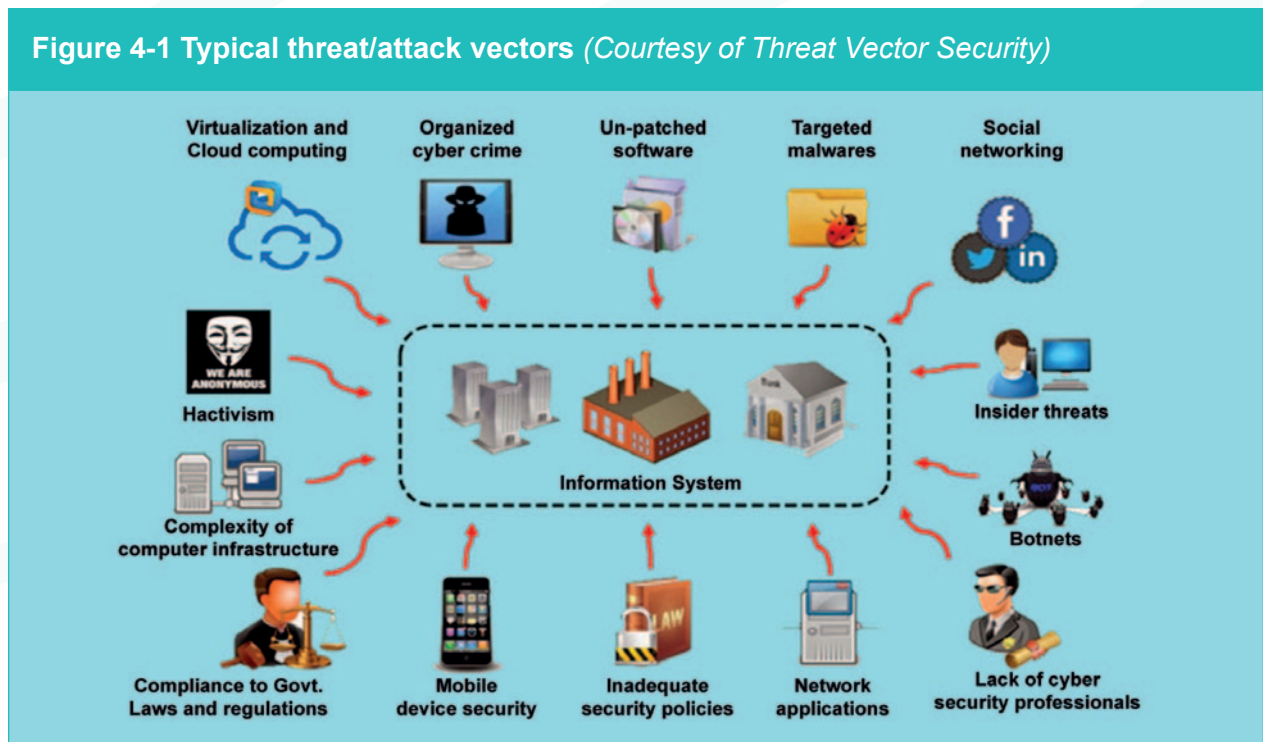 Figure 4-1 Typical threat/attack vectors (Courtesy of Threat Vector Security)
Virtualization and
Cloud computing
Organized
cyber crime
Un-patched
software
Targeted
malwares
Social
networking
f
in
WE ARE
ANONYMOUS
Hactivism
Complexity of
computer infrastructure
Bank
Information System
Insider threats
BOT
Botnets
Compliance to Govt.
Laws and regulations
Mobile
device security
LAW
Inadequate
security policies
Network
applications
Lack of cyber
security professionals